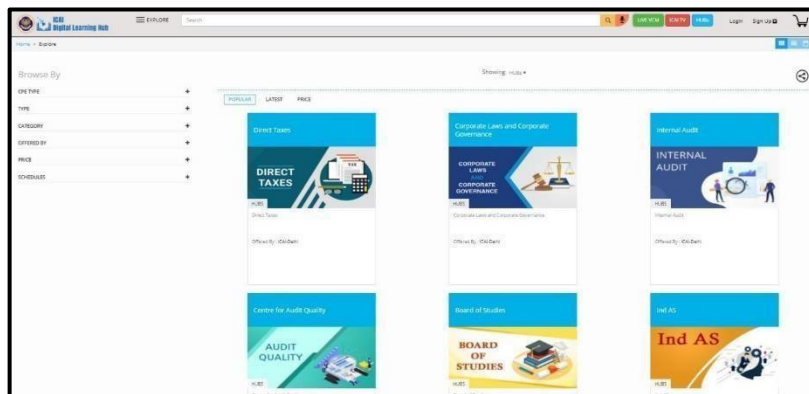 ICAI
Digital Learning Hub
EXPLORE
Search
LIVE VCM
ICAI TV
HUBs
Login
Sign Up
Home > Explore
Browse By
Showing HUBs
CPE TYPE +
TYPE +
CATEGORY +
OFFERED BY +
PRICE +
SCHEDULES +
POPULAR
LATEST
PRICE
Direct Taxes
DIRECT
TAXES
HUBS
Direct Taxes
Offered By : ICAI-Delhi
Corporate Laws and Corporate
Governance
CORPORATE
LAWS
AND
CORPORATE
GOVERNANCE
HUBS
Corporate Laws and Corporate Governance
Offered By : ICAI-Delhi
Internal Audit
INTERNAL
AUDIT
HUBS
Internal Audit
Offered By : ICAI-Delhi
Centre for Audit Quality
AUDIT
QUALITY
HUBS
Board of Studies
BOARD
OF
STUDIES
HUBS
Ind AS
Ind AS
HUBS